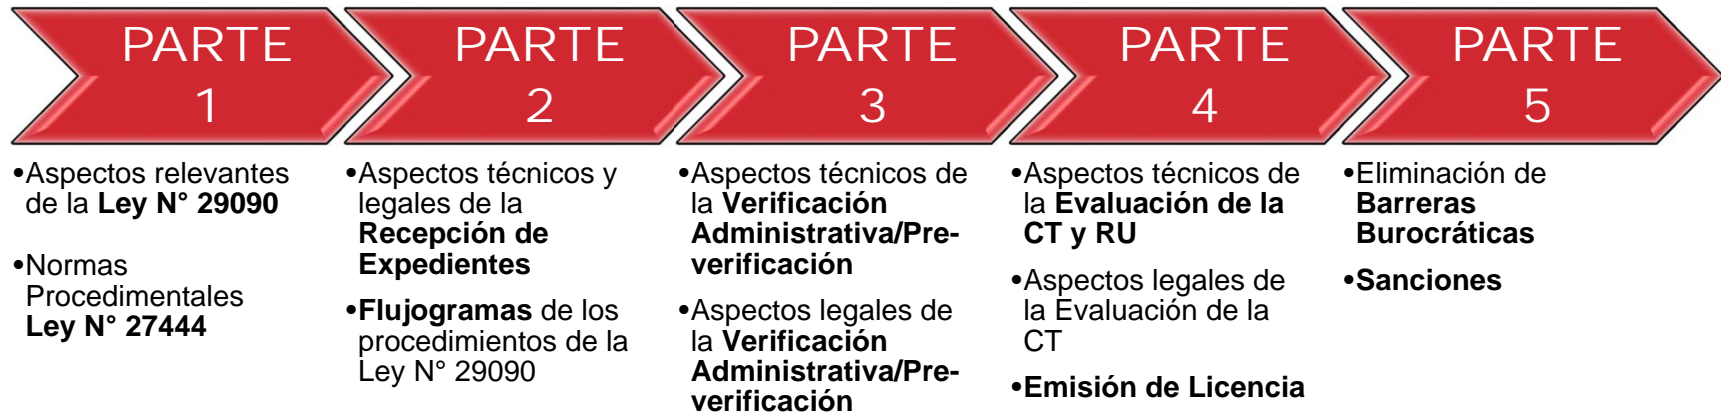 PARTE
1
•Aspectos relevantes
de la Ley N° 29090
•Normas
Procedimentales
Ley N° 27444
PARTE
2
•Aspectos técnicos y
legales de la
Recepción de
Expedientes
•Flujogramas de los
procedimientos de la
Ley N° 29090
PARTE
3
•Aspectos técnicos de
la Verificación
Administrativa/Pre-
verificación
•Aspectos legales de
la Verificación
Administrativa/Pre-
verificación
PARTE
4
•Aspectos técnicos de
la Evaluación de la
CT y RU
•Aspectos legales de
la Evaluación de la
CT
•Emisión de Licencia
PARTE
5
•Eliminación de
Barreras
Burocráticas
•Sanciones